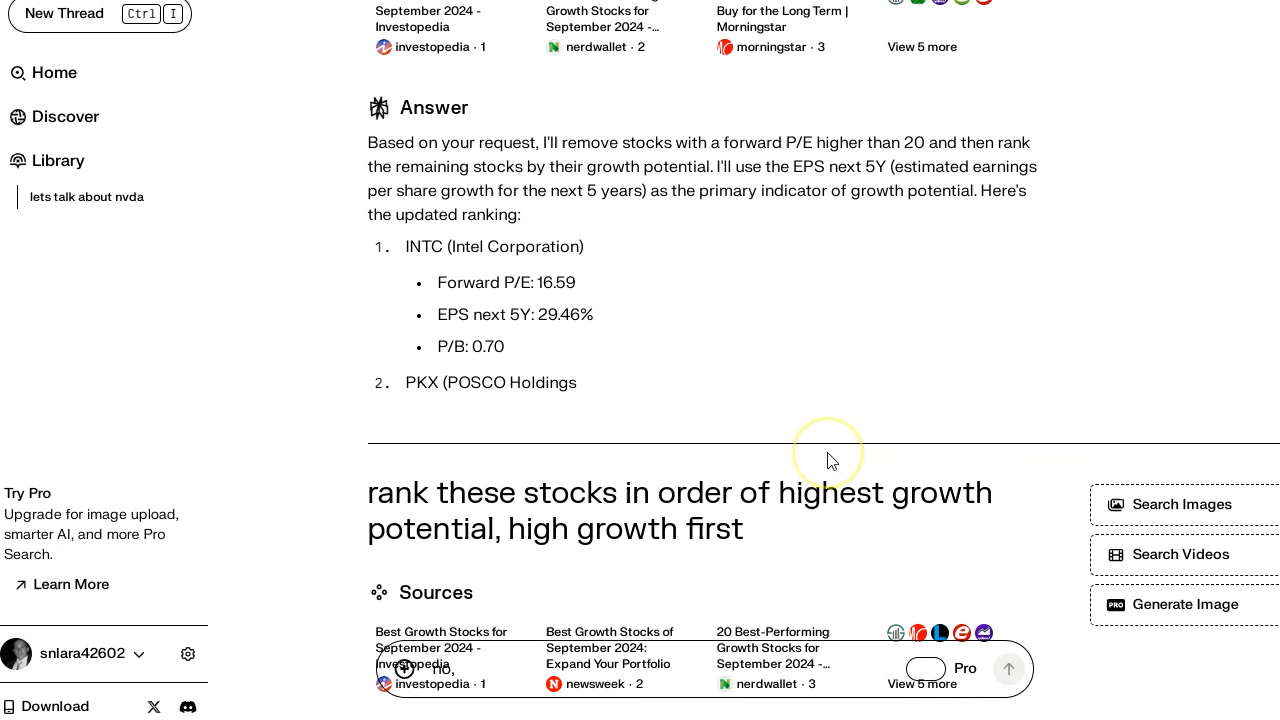 New Thread Ctrl I
Home
Discover
Library
lets talk about nvda
Try Pro
Upgrade for image upload,
smarter AI, and more Pro
Search.
Learn More
snlara42602
Download
September 2024 -
Investopedia
investopedia · 1
Growth Stocks for
September 2024 -...
nerdwallet · 2
Buy for the Long Term |
Morningstar
morningstar · 3
View 5 more
Answer
Based on your request, I'll remove stocks with a forward P/E higher than 20 and then rank
the remaining stocks by their growth potential. I'll use the EPS next 5Y (estimated earnings
per share growth for the next 5 years) as the primary indicator of growth potential. Here's
the updated ranking:
1. INTC (Intel Corporation)
• Forward P/E: 16.59
• EPS next 5Y: 29.46%
• P/B: 0.70
2. PKX (POSCO Holdings
rank these stocks in order of highest growth
potential, high growth first
Sources
Best Growth Stocks for
September 2024 -
Investopedia
investopedia · 1
Best Growth Stocks of
September 2024:
Expand Your Portfolio
newsweek · 2
20 Best-Performing
Growth Stocks for
September 2024 -...
nerdwallet · 3
View 5 more
no,
Pro
Search Images
Search Videos
PRO Generate Image